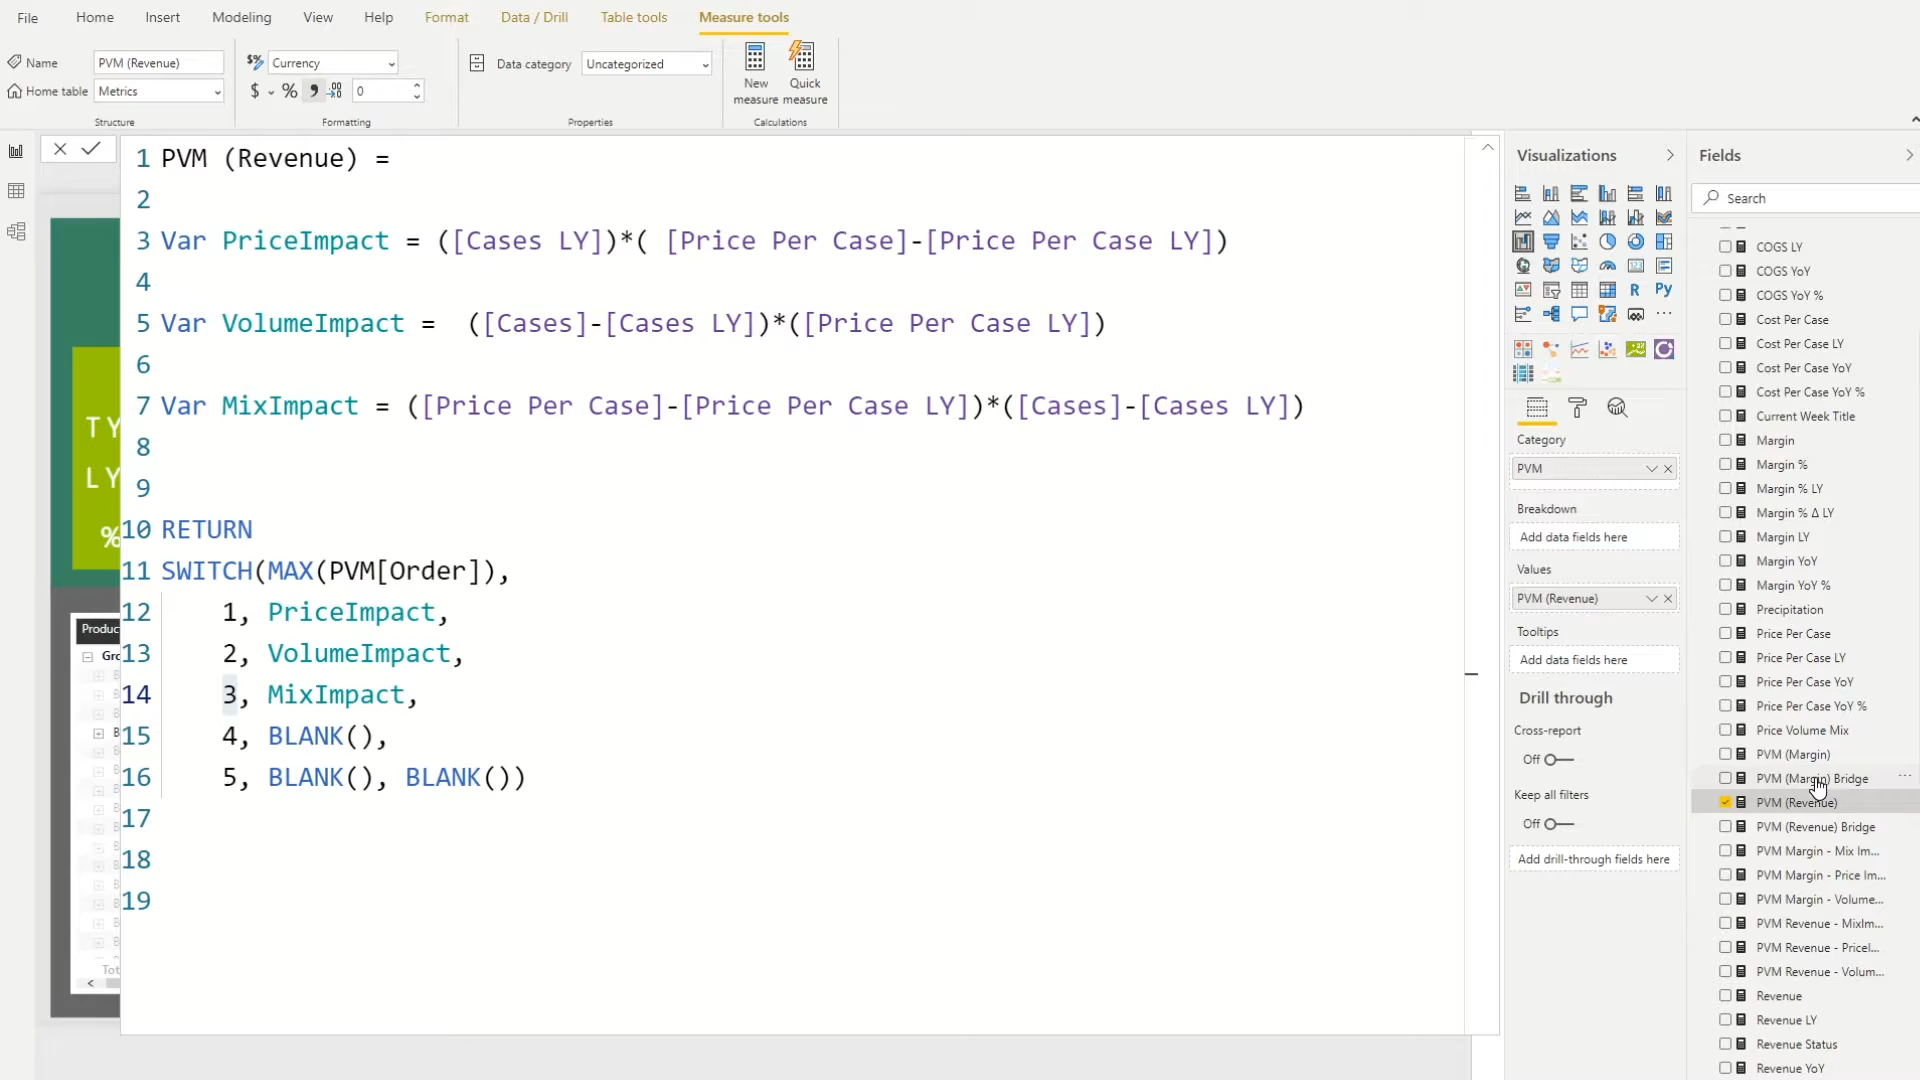 File Home Insert Modeling View Help Format Data / Drill Table tools Measure tools
Name PVM (Revenue)
Home table Metrics
Structure
Currency
$ % 0
Formatting
Data category Uncategorized
Properties
New measure
Quick measure
Calculations
1 PVM (Revenue) =
2
3 Var PriceImpact = ([Cases LY])*( [Price Per Case]-[Price Per Case LY])
4
5 Var VolumeImpact =  ([Cases]-[Cases LY])*([Price Per Case LY])
6
7 Var MixImpact = ([Price Per Case]-[Price Per Case LY])*([Cases]-[Cases LY])
8
9
10 RETURN
11 SWITCH(MAX(PVM[Order]),
12     1, PriceImpact,
13     2, VolumeImpact,
14     3, MixImpact,
15     4, BLANK(),
16     5, BLANK(), BLANK())
17
18
19
TY
LY
%
Produc
Gro
Tot
Visualizations
R Py
Category
PVM
Breakdown
Add data fields here
Values
PVM (Revenue)
Tooltips
Add data fields here
Drill through
Cross-report
Off
Keep all filters
Off
Add drill-through fields here
Fields
Search
COGS LY
COGS YoY
COGS YoY %
Cost Per Case
Cost Per Case LY
Cost Per Case YoY
Cost Per Case YoY %
Current Week Title
Margin
Margin %
Margin % LY
Margin % Δ LY
Margin LY
Margin YoY
Margin YoY %
Precipitation
Price Per Case
Price Per Case LY
Price Per Case YoY
Price Per Case YoY %
Price Volume Mix
PVM (Margin)
PVM (Margin) Bridge
PVM (Revenue)
PVM (Revenue) Bridge
PVM Margin - Mix Im...
PVM Margin - Price Im...
PVM Margin - Volume...
PVM Revenue - MixIm...
PVM Revenue - PriceI...
PVM Revenue - Volum...
Revenue
Revenue LY
Revenue Status
Revenue YoY